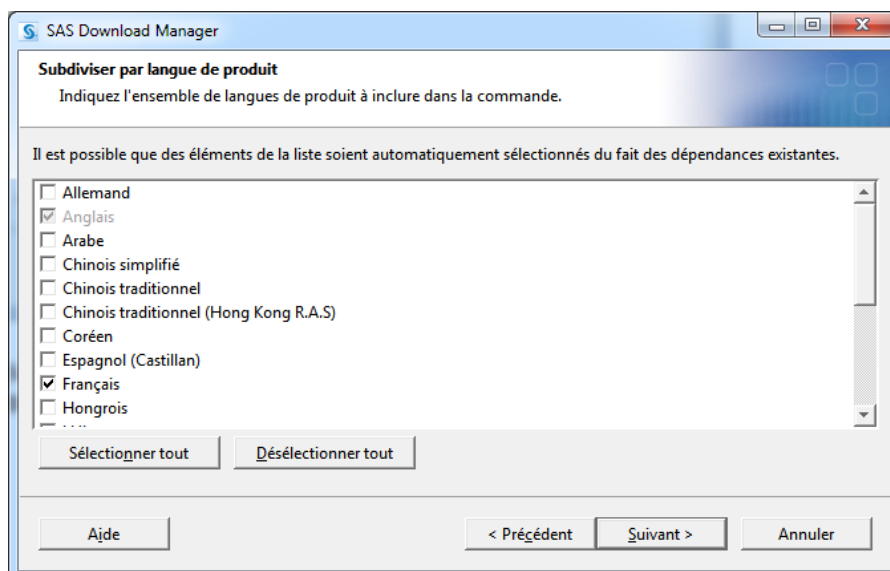 SAS Download Manager
Subdiviser par langue de produit
Indiquez l'ensemble de langues de produit à inclure dans la commande.
Il est possible que des éléments de la liste soient automatiquement sélectionnés du fait des dépendances existantes.
Allemand
Anglais
Arabe
Chinois simplifié
Chinois traditionnel
Chinois traditionnel (Hong Kong R.A.S)
Coréen
Espagnol (Castillan)
Français
Hongrois
Sélectionner tout
Désélectionner tout
Aide
< Précédent
Suivant >
Annuler